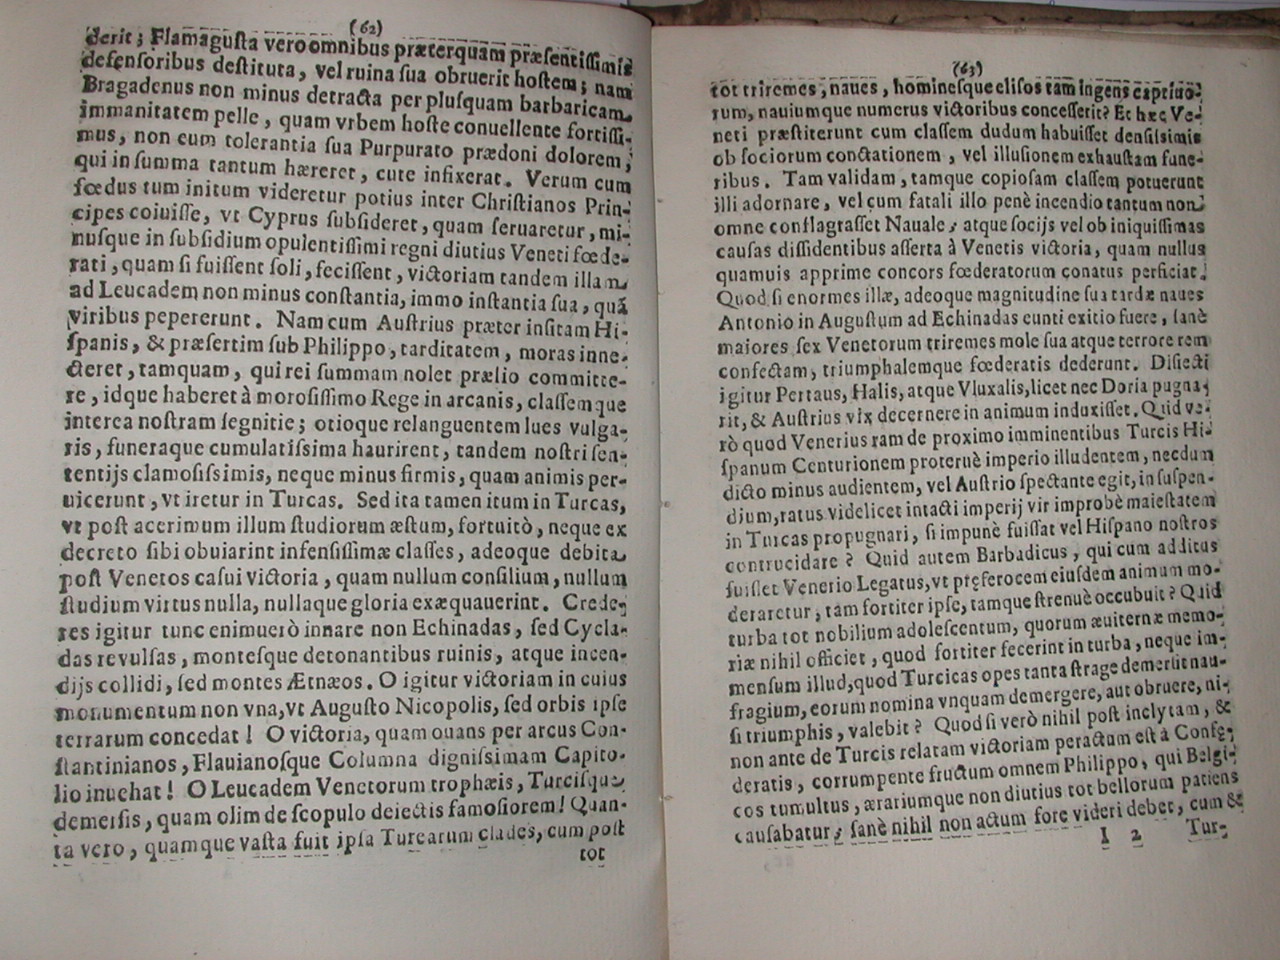 (62)
derit; Flamagusta vero omnibus præterquam præsentissimis
defensoribus destituta, vel ruina sua obruerit hostem; nam
Bragadenus non minus detracta per plusquam barbaricam
immanitatem pelle, quam vrbem hoste conuellente fortissi-
mus, non cum tolerantia sua Purpurato prædoni dolorem,
qui in summa tantum hæreret, cute infixerat. Verum cum
fœdus tum initum videretur potius inter Christianos Prin-
cipes coiuisse, vt Cyprus subsideret, quam seruaretur, mi-
nusque in subsidium opulentissimi regni diutius Veneti fœde-
rati, quam si fuissent soli, fecissent, victoriam tandem illam
ad Leucadem non minus constantia, immo instantia sua, quã
viribus pepererunt. Nam cum Austrius præter insitam Hi-
spanis, & præsertim sub Philippo, tarditatem, moras inne-
cteret, tamquam, qui rei summam nolet prælio committe-
re, idque haberet à morosissimo Rege in arcanis, classemque
interea nostram segnitie; otioque relanguentem lues vulga-
ris, funeraque cumulatissima haurirent, tandem nostri sen-
tentijs clamosissimis, neque minus firmis, quam animis per-
uicerunt, vt iretur in Turcas. Sed ita tamen itum in Turcas,
vt post acerimum illum studiorum æstum, fortuitò, neque ex
decreto sibi obuiarint infensissimæ classes, adeoque debita
post Venetos casui victoria, quam nullum consilium, nullum
studium virtus nulla, nullaque gloria exæquauerint. Crede-
res igitur tunc enimuerò innare non Echinadas, sed Cycla-
das reuulsas, montesque detonantibus ruinis, atque incen-
dijs collidi, sed montes Ætnæos. O igitur victoriam in cuius
monumentum non vna, vt Augusto Nicopolis, sed orbis ipse
terrarum concedat! O victoria, quam ouans per arcus Con-
stantinianos, Flauianosque Columna dignissimam Capito-
lio inuehat! O Leucadem Venetorum trophæis, Turcisque
demersis, quam olim de scopulo deiectis famosiorem! Quan-
ta vero, quamque vasta fuit ipsa Turcarum clades, cum post
tot
(63)
tot triremes, naues, hominesque elisos tam ingens captiuo-
rum, nauiumque numerus victoribus concesserit? Et hæc Ve-
neti præstiterunt cum classem dudum habuisset densissimis
ob sociorum conctationem, vel illusionem exhaustam fune-
ribus. Tam validam, tamque copiosam classem potuerunt
illi adornare, vel cum fatali illo penè incendio tantum non
omne conflagrasset Nauale, atque socijs vel ob iniquissimas
causas dissidentibus asserta à Venetis victoria, quam nullus
quamuis apprime concors fœderatorum conatus perficiat.
Quod si enormes illæ, adeoque magnitudine sua tardæ naues
Antonio in Augustum ad Echinadas eunti exitio fuere, sanè
maiores sex Venetorum triremes mole sua atque terrore rem
confectam, triumphalemque fœderatis dederunt. Disiecti
igitur Pertaus, Halis, atque Vluxalis, licet nec Doria pugna-
rit, & Austrius vix decernere in animum induxisset. Quid ve-
rò quod Venerius iam de proximo imminentibus Turcis Hi-
spanum Centurionem proteruè imperio illudentem, necdum
dicto minus audientem, vel Austrio spectante egit, in suspen-
dium, ratus videlicet intacti imperij vir improbè maiestatem
in Turcas propugnari, si impunè fuissat vel Hispano nostros
contrucidare? Quid autem Barbadicus, qui cum additus
fuisset Venerio Legatus, vt pręferocem eiusdem animum mo-
deraretur, tam fortiter ipse, tamque strenuè occubuit? Quid
turba tot nobilium adolescentum, quorum æuiternæ memo-
riæ nihil officiet, quod fortiter fecerint in turba, neque im-
mensum illud, quod Turcicas opes tanta strage demersit nau-
fragium, eorum nomina vnquam demergere, aut obruere, ni-
si triumphis, valebit? Quod si verò nihil post inclytam, &
non ante de Turcis relatam victoriam peractum est à Confę-
deratis, corrumpente fructum omnem Philippo, qui Belgi-
cos tumultus, ærariumque non diutius tot bellorum patiens
causabatur, sanè nihil non actum fore videri debet, cum &
I 2 Tur-